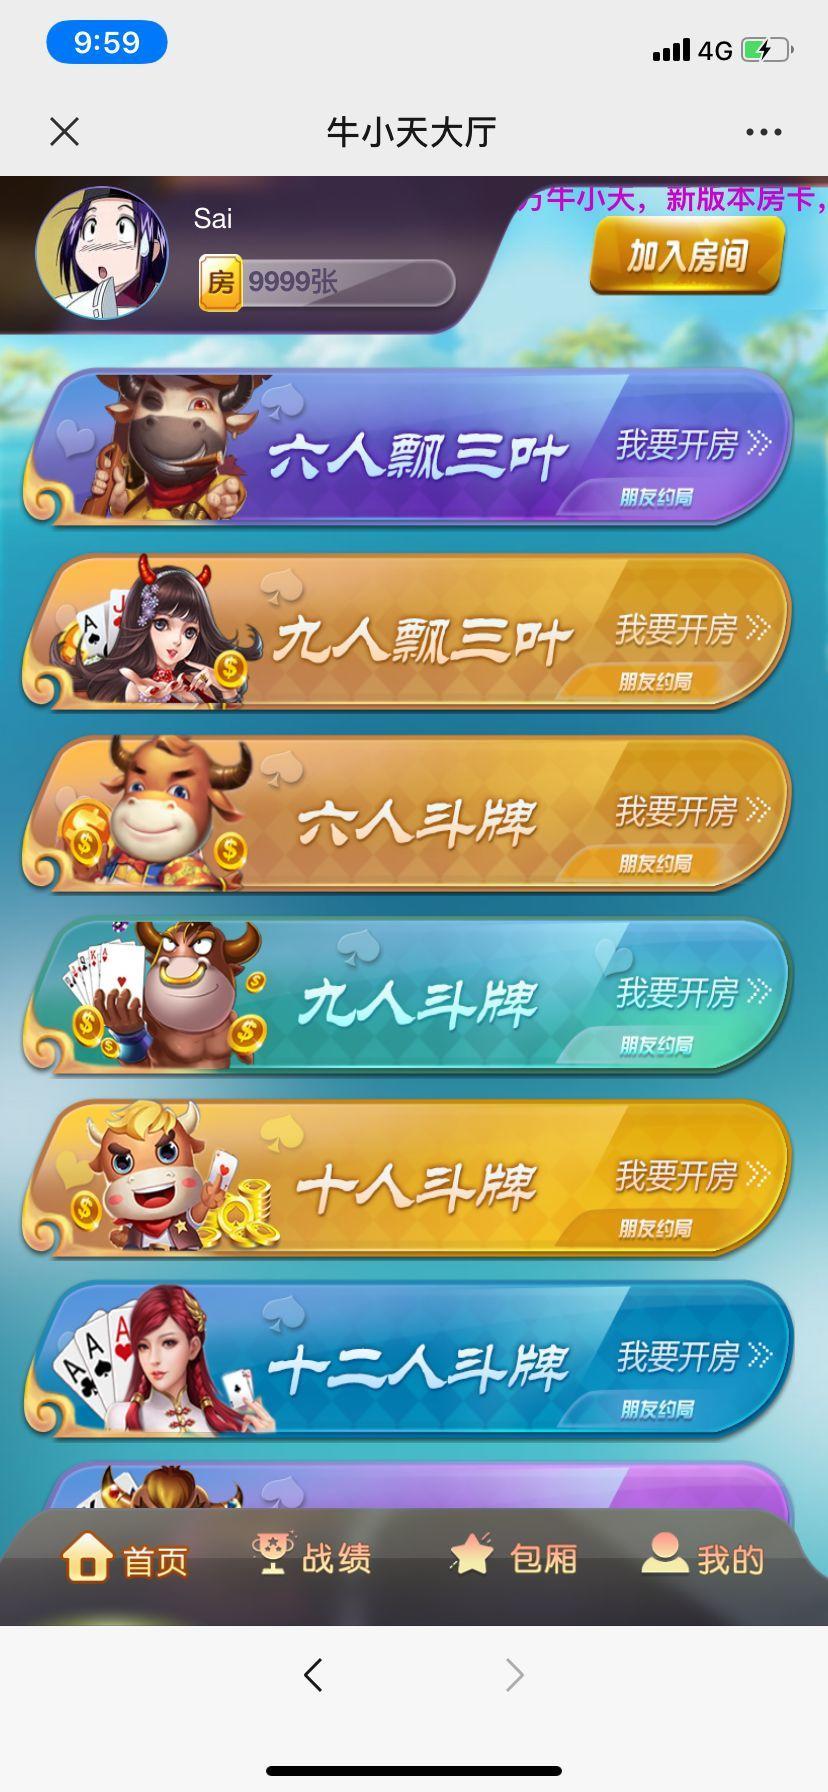 9:59
4G
牛小天大厅
Sai
方牛小天，新版本房卡，
房 9999张
加入房间
六人飘三叶
我要开房
朋友约局
A J
九人飘三叶
我要开房
朋友约局
六人斗牌
我要开房
朋友约局
九人斗牌
我要开房
朋友约局
十人斗牌
我要开房
朋友约局
A A A
十二人斗牌
我要开房
朋友约局
首页 战绩 包厢 我的